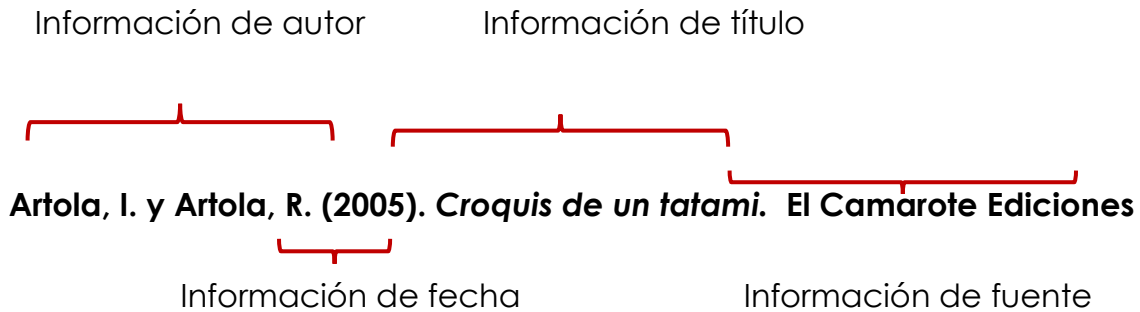 Información de autor Información de título
Artola, I. y Artola, R. (2005). Croquis de un tatami. El Camarote Ediciones
Información de fecha Información de fuente